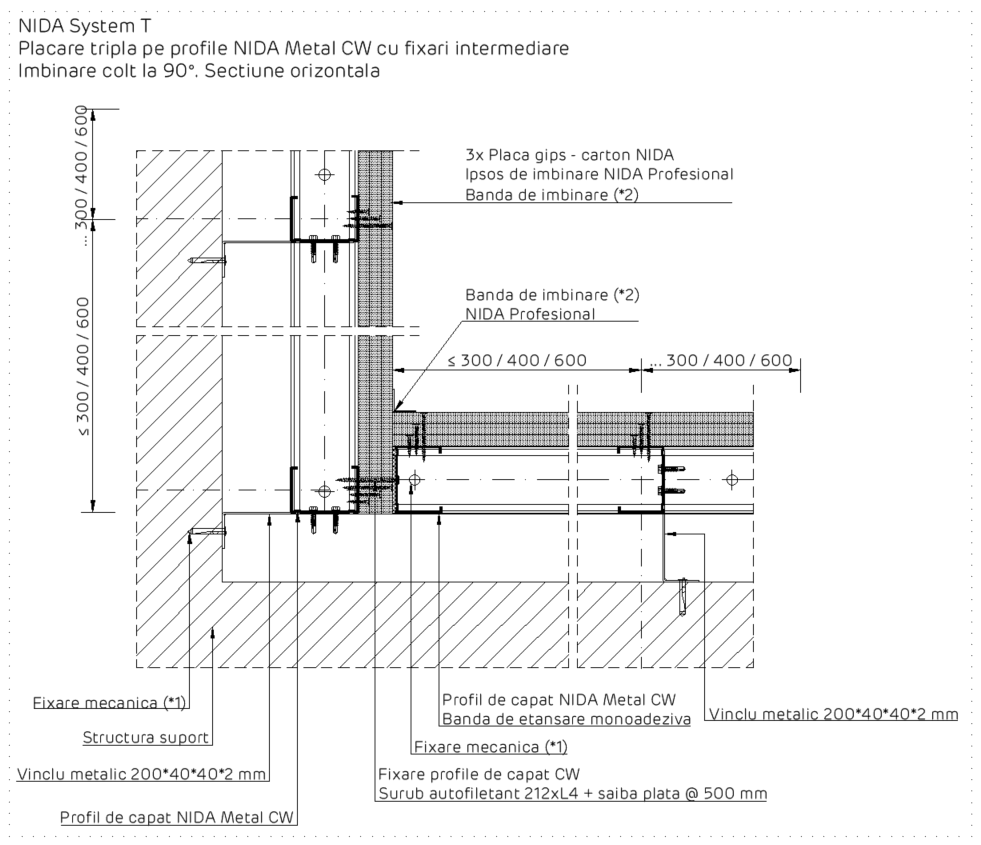 NIDA System T
Placare tripla pe profile NIDA Metal CW cu fixari intermediare
Imbinare colt la 90°. Sectiune orizontala
... 300 / 400 / 600
≤ 300 / 400 / 600
3x Placa gips - carton NIDA
Ipsos de imbinare NIDA Profesional
Banda de imbinare (*2)
Banda de imbinare (*2)
NIDA Profesional
≤ 300 / 400 / 600
... 300 / 400 / 600
Fixare mecanica (*1)
Structura suport
Vinclu metalic 200*40*40*2 mm
Profil de capat NIDA Metal CW
Profil de capat NIDA Metal CW
Banda de etansare monoadeziva
Fixare mecanica (*1)
Fixare profile de capat CW
Surub autofiletant 212xL4 + saiba plata @ 500 mm
Vinclu metalic 200*40*40*2 mm